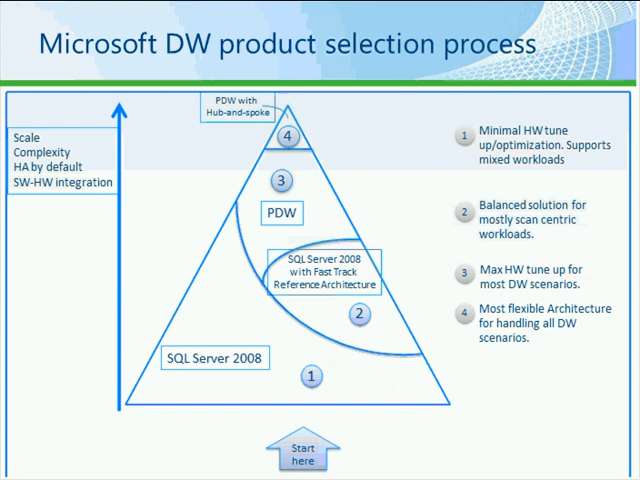 Microsoft DW product selection process
PDW with
Hub-and-spoke
Scale
Complexity
HA by default
SW-HW integration
4
3
PDW
SQL Server 2008
with Fast Track
Reference Architecture
2
SQL Server 2008
1
Start
here
1 Minimal HW tune
up/optimization. Supports
mixed workloads
2 Balanced solution for
mostly scan centric
workloads.
3 Max HW tune up for
most DW scenarios.
4 Most flexible Architecture
for handling all DW
scenarios.